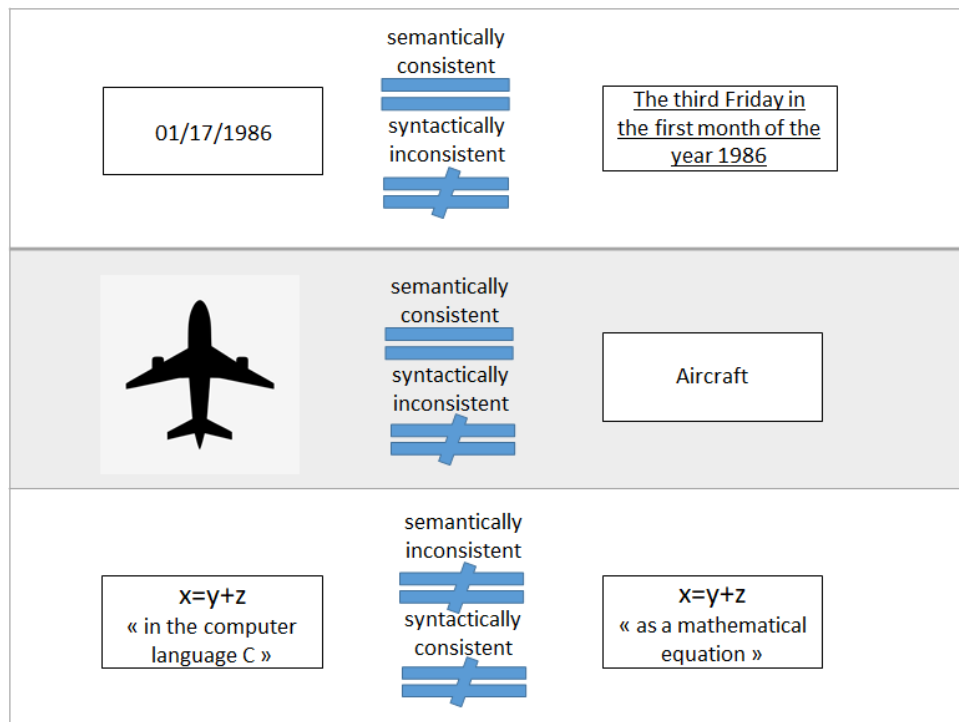 semantically
consistent
01/17/1986
syntactically
inconsistent
The third Friday in
the first month of the
year 1986
semantically
consistent
syntactically
inconsistent
Aircraft
semantically
inconsistent
x=y+z
« in the computer
language C »
syntactically
consistent
x=y+z
« as a mathematical
equation »